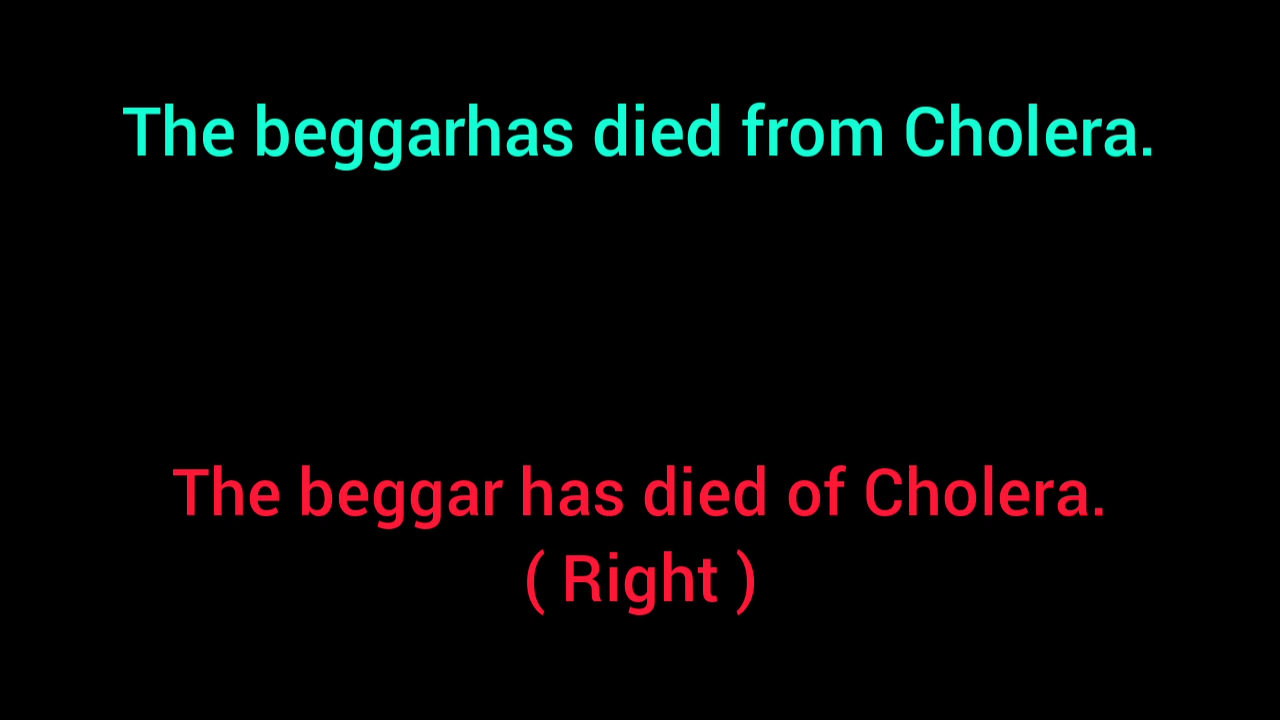 The beggarhas died from Cholera.
The beggar has died of Cholera.
( Right )